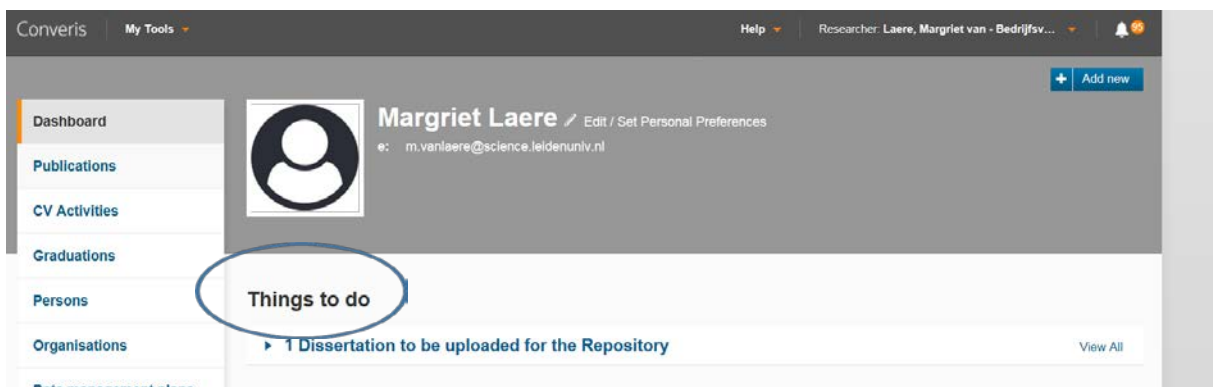 Converis
My Tools
Help
Researcher: Laere, Margriet van - Bedrijfsv...
95
Add new
Margriet Laere Edit / Set Personal Preferences
e: m.vanlaere@science.leidenuniv.nl
Dashboard
Publications
CV Activities
Graduations
Persons
Organisations
Things to do
1 Dissertation to be uploaded for the Repository
View All